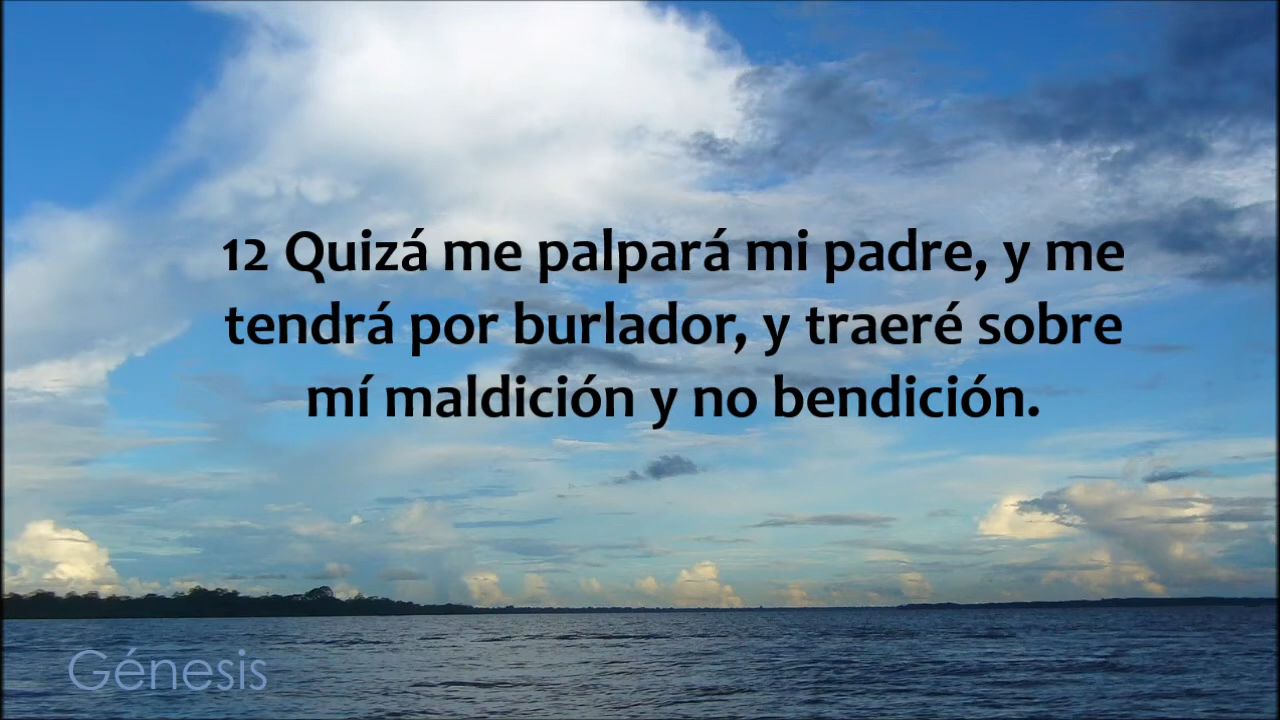 12 Quizá me palpará mi padre, y me
tendrá por burlador, y traeré sobre
mí maldición y no bendición.
Génesis